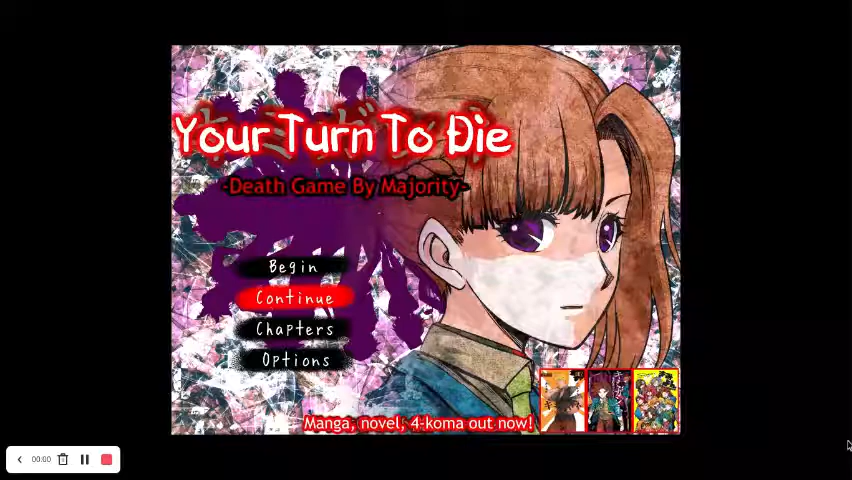 Your Turn To Die
-Death Game By Majority-
Begin
Continue
Chapters
Options
Manga, novel, 4-koma out now!
00:00